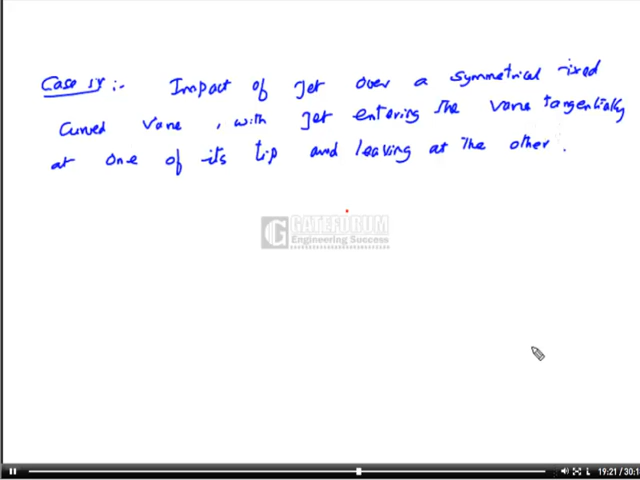 Case IV :- Impact of Jet over a symmetrical fixed
curved vane, with Jet entering the vane tangentially
at one of its tip and leaving at the other.
GATEFORUM
Engineering Success
19:21 / 30:1